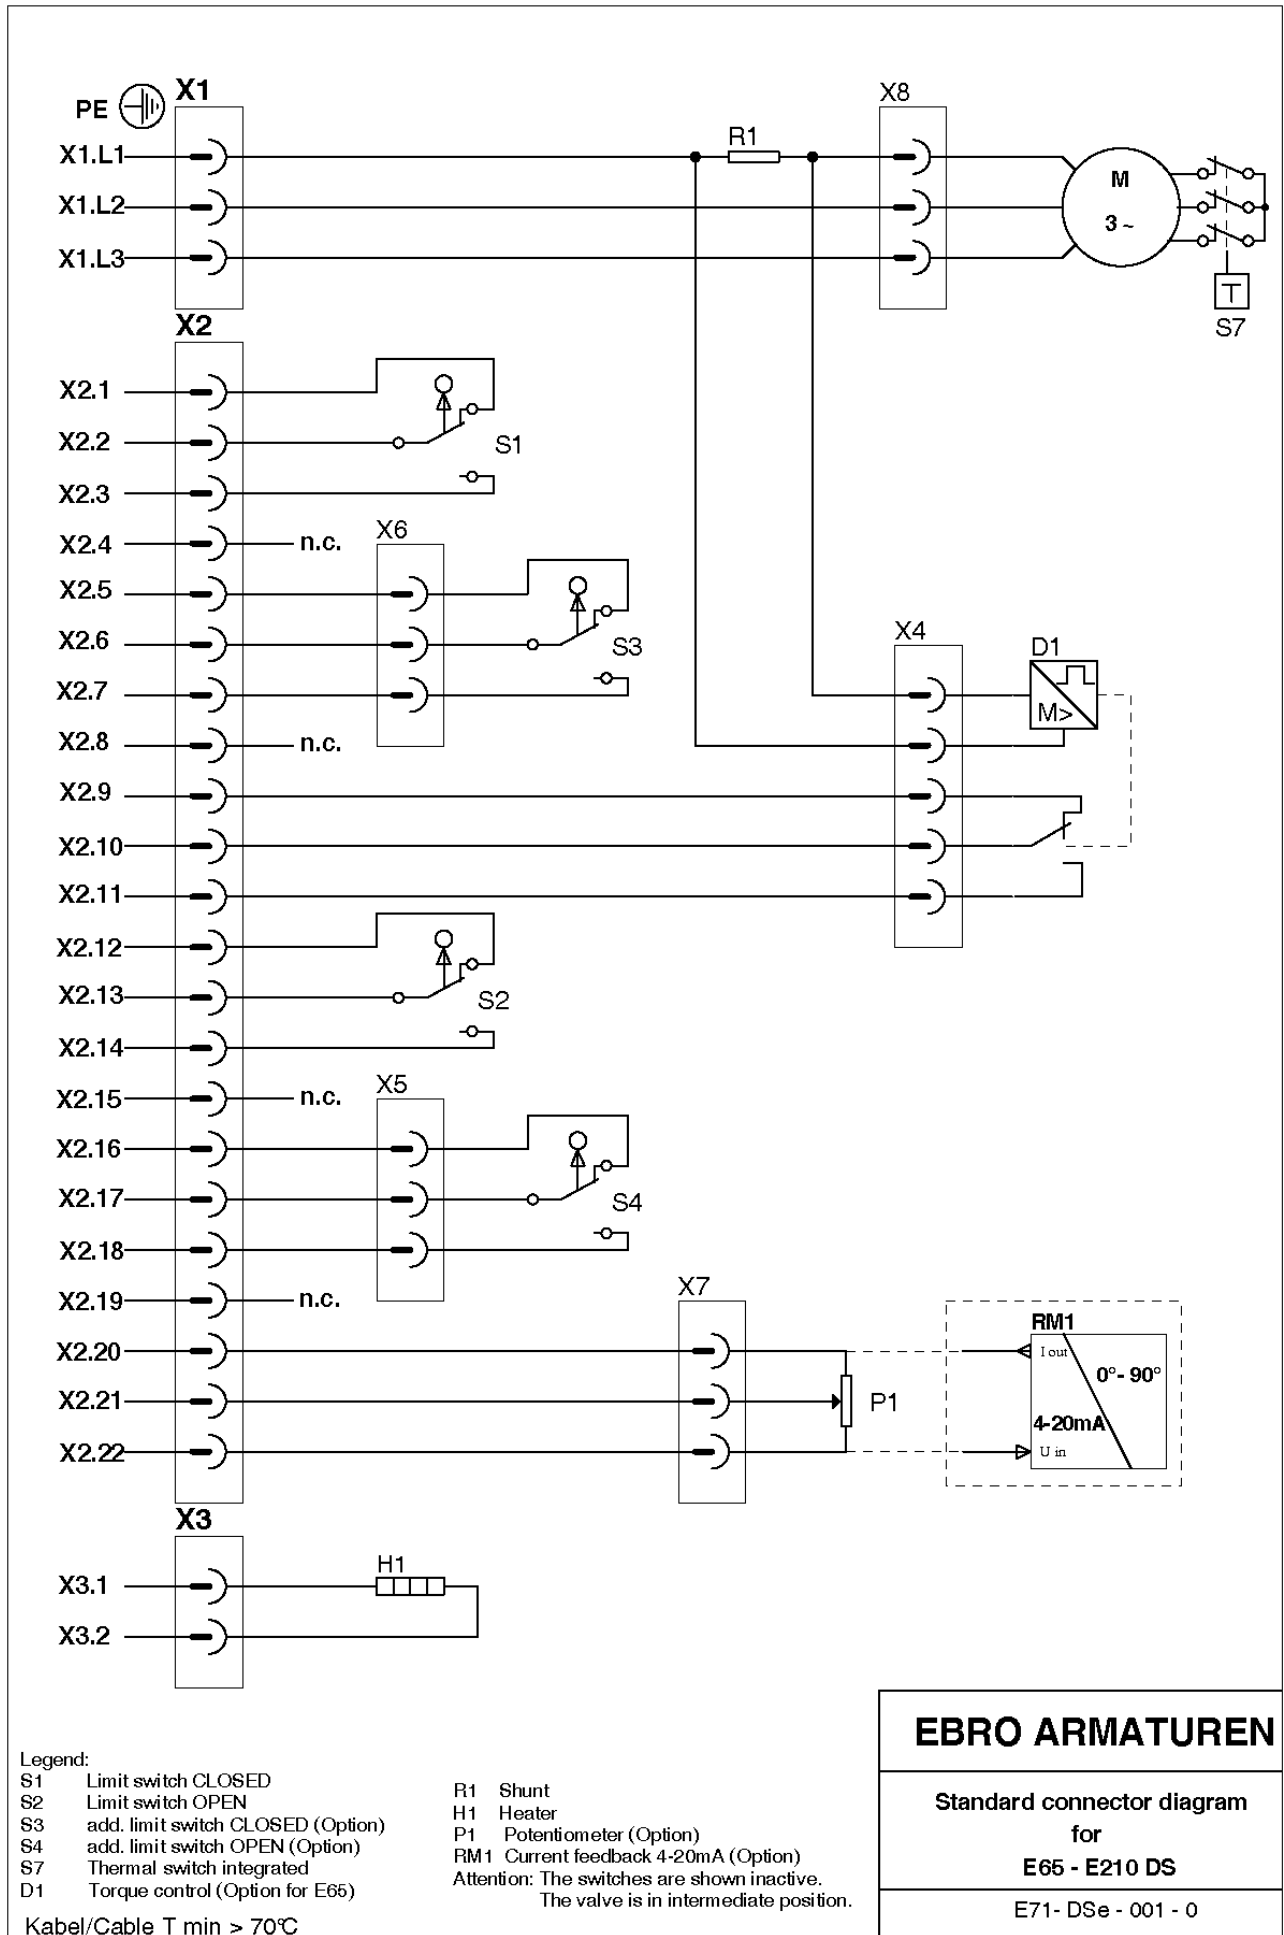 X1
PE
X8
X1.L1
R1
M
3 ~
X1.L2
X1.L3
T
S7
X2
X2.1
X2.2
S1
X2.3
X2.4
n.c.
X6
X2.5
X2.6
S3
X4
D1
X2.7
M>
X2.8
n.c.
X2.9
X2.10
X2.11
X2.12
X2.13
S2
X2.14
X2.15
n.c.
X5
X2.16
X2.17
S4
X2.18
X2.19
n.c.
X7
RM1
X2.20
I out
0°- 90°
X2.21
P1
4-20mA
X2.22
U in
X3
H1
X3.1
X3.2
Legend:
S1 Limit switch CLOSED
S2 Limit switch OPEN
S3 add. limit switch CLOSED (Option)
S4 add. limit switch OPEN (Option)
S7 Thermal switch integrated
D1 Torque control (Option for E65)
Kabel/Cable T min > 70°C
R1 Shunt
H1 Heater
P1 Potentiometer (Option)
RM1 Current feedback 4-20mA (Option)
Attention: The switches are shown inactive.
The valve is in intermediate position.
EBRO ARMATUREN
Standard connector diagram
for
E65 - E210 DS
E71- DSe - 001 - 0